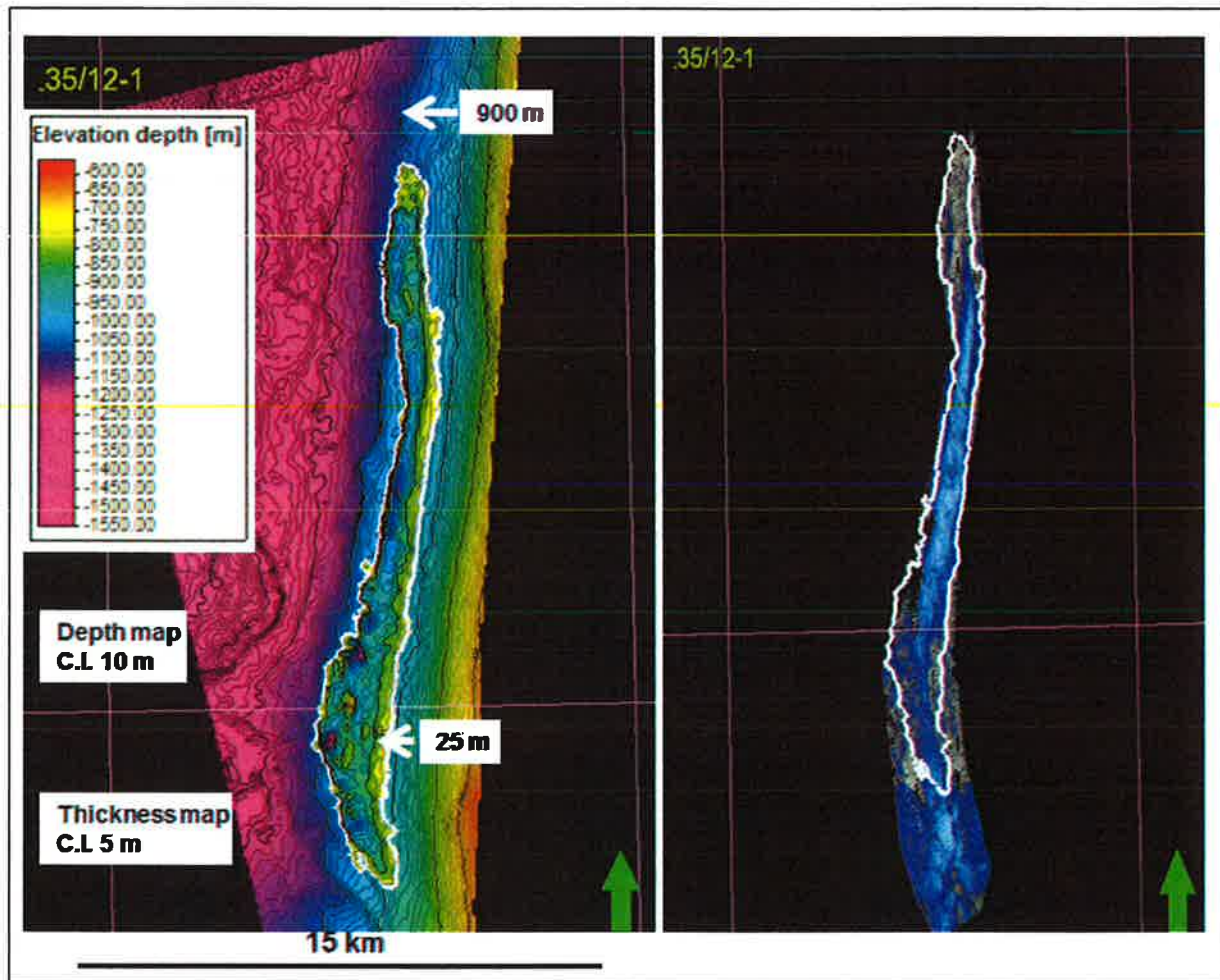 .35/12-1
900 m
Elevation depth [m]
-600.00
-650.00
-700.00
-750.00
-800.00
-850.00
-900.00
-950.00
-1000.00
-1050.00
-1100.00
-1150.00
-1200.00
-1250.00
-1300.00
-1350.00
-1400.00
-1450.00
-1500.00
-1550.00
Depth map
C.L 10 m
25 m
Thickness map
C.L 5 m
15 km
.35/12-1